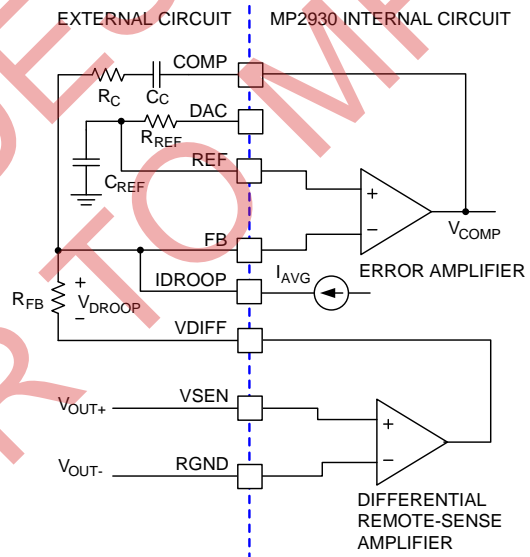 EXTERNAL CIRCUIT
MP2930 INTERNAL CIRCUIT
COMP
RC
CC
DAC
RREF
REF
CREF
+
−
VCOMP
FB
ERROR AMPLIFIER
IDROOP
IAVG
RFB
+
VDROOP
−
VDIFF
VOUT+
VSEN
+
VOUT-
RGND
−
DIFFERENTIAL
REMOTE-SENSE
AMPLIFIER